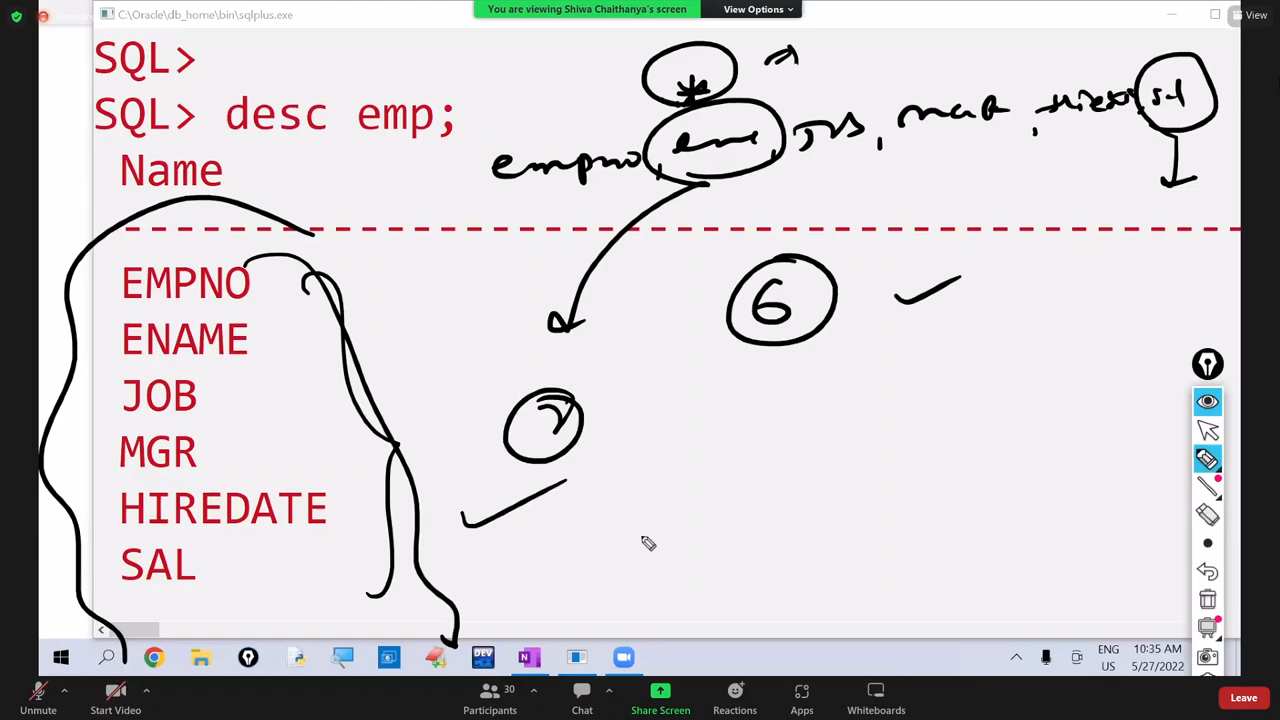 C:\Oracle\db_home\bin\sqlplus.exe
You are viewing Shiwa Chaithanya's screen
View Options
View
SQL>
SQL> desc emp;
*
empno,
Name
EMPNO
ENAME
JOB
MGR
HIREDATE
SAL
6
DEV
ENG
US
10:35 AM
5/27/2022
Unmute
Start Video
30
Participants
Chat
Share Screen
Reactions
Apps
Whiteboards
Leave